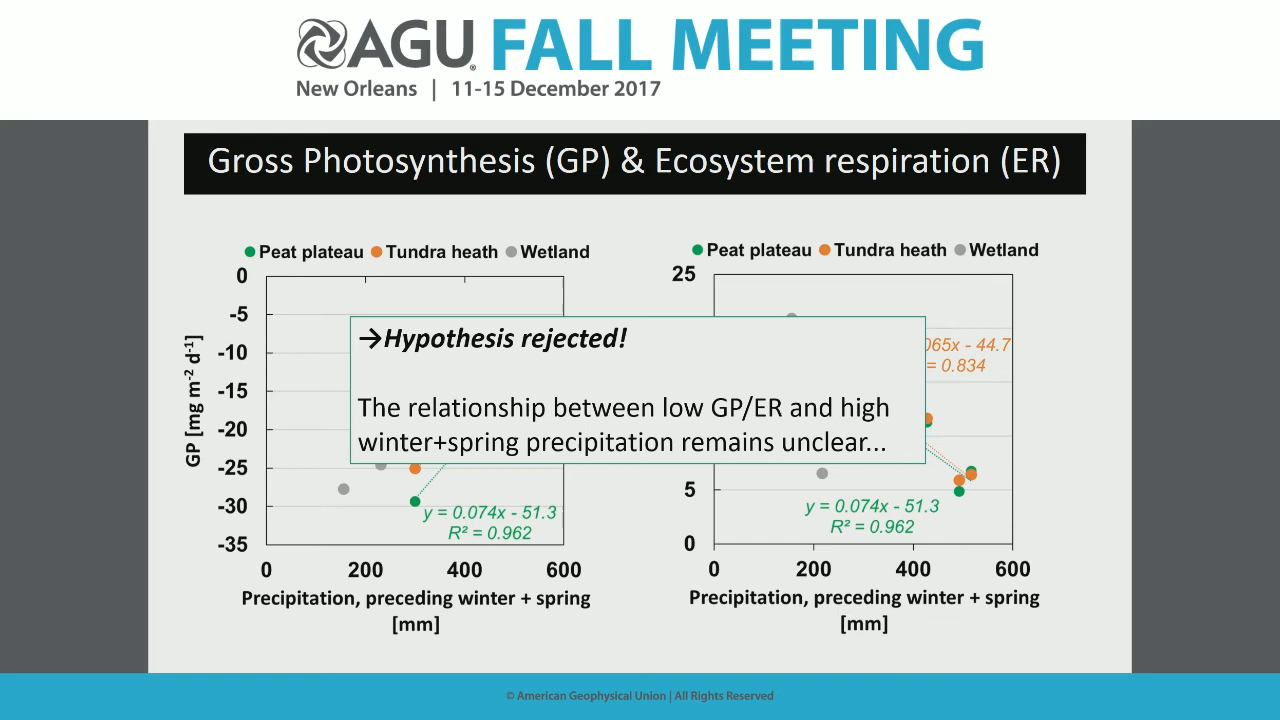 AGU FALL MEETING
New Orleans | 11-15 December 2017
Gross Photosynthesis (GP) & Ecosystem respiration (ER)
Peat plateau Tundra heath Wetland
0
-5
-10
-15
-20
-25
-30
-35
GP [mg m-2 d-1]
y = 0.074x - 51.3
R² = 0.962
0 200 400 600
Precipitation, preceding winter + spring
[mm]
Peat plateau Tundra heath Wetland
25
5
0
065x - 44.7
= 0.834
y = 0.074x - 51.3
R² = 0.962
0 200 400 600
Precipitation, preceding winter + spring
[mm]
→Hypothesis rejected!
The relationship between low GP/ER and high
winter+spring precipitation remains unclear...
© American Geophysical Union | All Rights Reserved